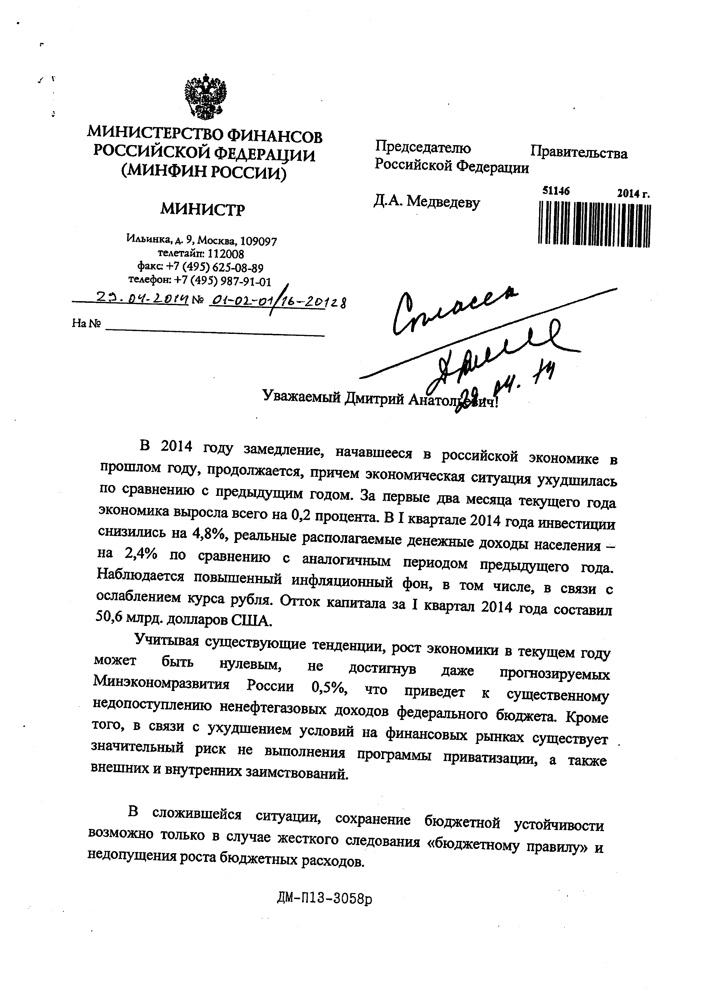 МИНИСТЕРСТВО ФИНАНСОВ
РОССИЙСКОЙ ФЕДЕРАЦИИ
(МИНФИН РОССИИ)
МИНИСТР
Ильинка, д. 9, Москва, 109097
телетайп: 112008
факс: +7 (495) 625-08-89
телефон: +7 (495) 987-91-01
29.04.2014 № 01-02-01/16-20128
На №
Председателю Правительства
Российской Федерации
Д.А. Медведеву
51146 2014 г.
Согласен
29.04.14
Уважаемый Дмитрий Анатольевич!
В 2014 году замедление, начавшееся в российской экономике в
прошлом году, продолжается, причем экономическая ситуация ухудшилась
по сравнению с предыдущим годом. За первые два месяца текущего года
экономика выросла всего на 0,2 процента. В I квартале 2014 года инвестиции
снизились на 4,8%, реальные располагаемые денежные доходы населения –
на 2,4% по сравнению с аналогичным периодом предыдущего года.
Наблюдается повышенный инфляционный фон, в том числе, в связи с
ослаблением курса рубля. Отток капитала за I квартал 2014 года составил
50,6 млрд. долларов США.
Учитывая существующие тенденции, рост экономики в текущем году
может быть нулевым, не достигнув даже прогнозируемых
Минэкономразвития России 0,5%, что приведет к существенному
недопоступлению ненефтегазовых доходов федерального бюджета. Кроме
того, в связи с ухудшением условий на финансовых рынках существует
значительный риск не выполнения программы приватизации, а также
внешних и внутренних заимствований.
В сложившейся ситуации, сохранение бюджетной устойчивости
возможно только в случае жесткого следования «бюджетному правилу» и
недопущения роста бюджетных расходов.
ДМ-П13-3058р